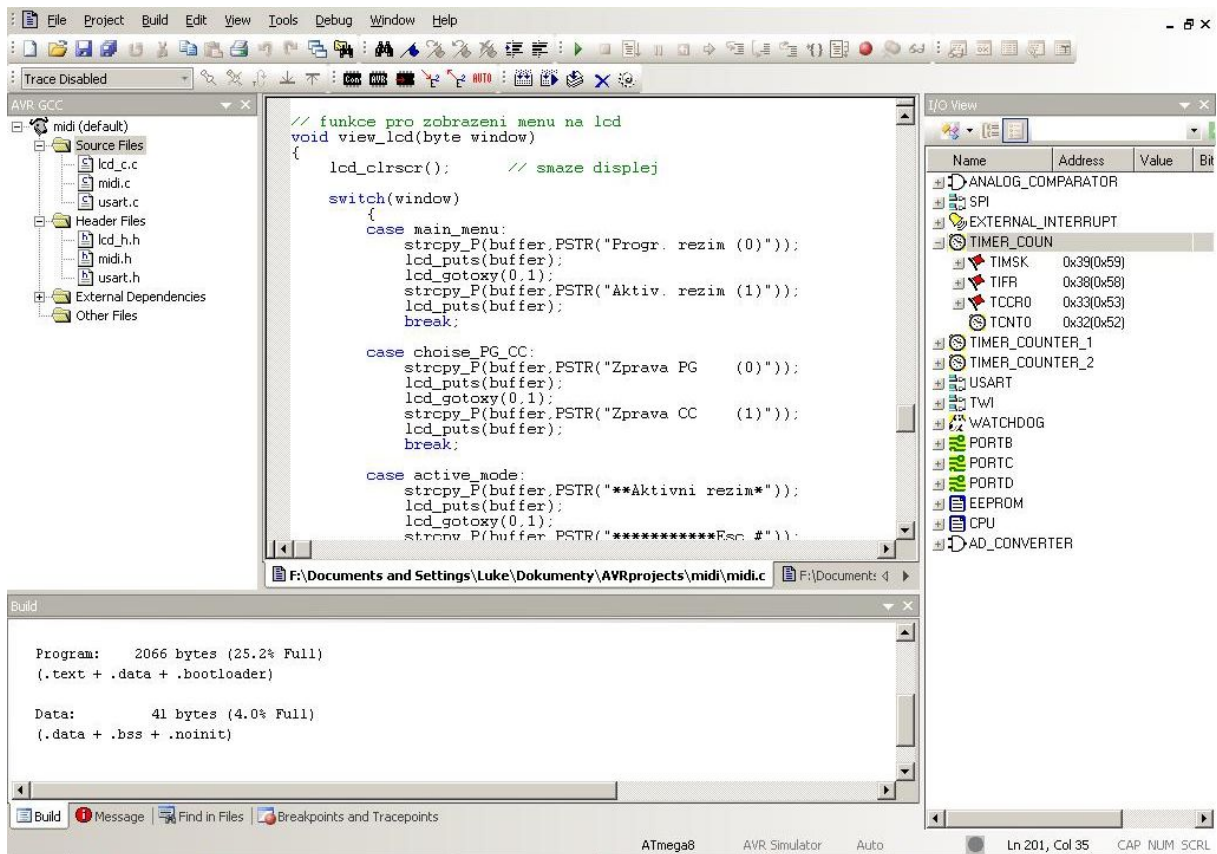 File Project Build Edit View Tools Debug Window Help
Trace Disabled
Con AVR AUTO
AVR GCC
midi (default)
Source Files
lcd_c.c
midi.c
usart.c
Header Files
lcd_h.h
midi.h
usart.h
External Dependencies
Other Files
// funkce pro zobrazeni menu na lcd
void view_lcd(byte window)
{
lcd_clrscr(); // smaze displej
switch(window)
{
case main_menu:
strcpy_P(buffer,PSTR("Progr. rezim (0)"));
lcd_puts(buffer);
lcd_gotoxy(0,1);
strcpy_P(buffer,PSTR("Aktiv. rezim (1)"));
lcd_puts(buffer);
break;
case choise_PG_CC:
strcpy_P(buffer,PSTR("Zprava PG (0)"));
lcd_puts(buffer);
lcd_gotoxy(0,1);
strcpy_P(buffer,PSTR("Zprava CC (1)"));
lcd_puts(buffer);
break;
case active_mode:
strcpy_P(buffer,PSTR("**Aktivni rezim*"));
lcd_puts(buffer);
lcd_gotoxy(0,1);
strcpy_P(buffer,PSTR("***********Esc #"));
F:\Documents and Settings\Luke\Dokumenty\AVRprojects\midi\midi.c F:\Document:
I/O View
Name Address Value Bit
ANALOG_COMPARATOR
SPI
EXTERNAL_INTERRUPT
TIMER_COUN
TIMSK 0x39(0x59)
TIFR 0x38(0x58)
TCCR0 0x33(0x53)
TCNT0 0x32(0x52)
TIMER_COUNTER_1
TIMER_COUNTER_2
USART
TWI
WATCHDOG
PORTB
PORTC
PORTD
EEPROM
CPU
AD_CONVERTER
Build
Program: 2066 bytes (25.2% Full)
(.text + .data + .bootloader)
Data: 41 bytes (4.0% Full)
(.data + .bss + .noinit)
Build Message Find in Files Breakpoints and Tracepoints
ATmega8 AVR Simulator Auto Ln 201, Col 35 CAP NUM SCRL